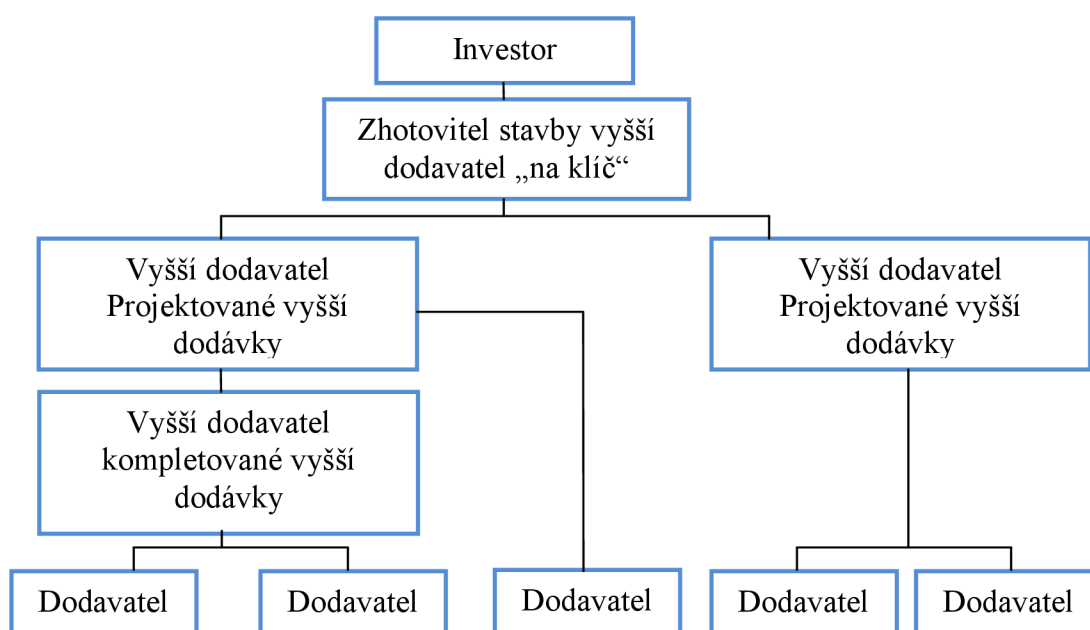 Investor
Zhotovitel stavby vyšší
dodavatel „na klíč“
Vyšší dodavatel
Projektované vyšší
dodávky
Vyšší dodavatel
Projektované vyšší
dodávky
Vyšší dodavatel
kompletované vyšší
dodávky
Dodavatel
Dodavatel
Dodavatel
Dodavatel
Dodavatel